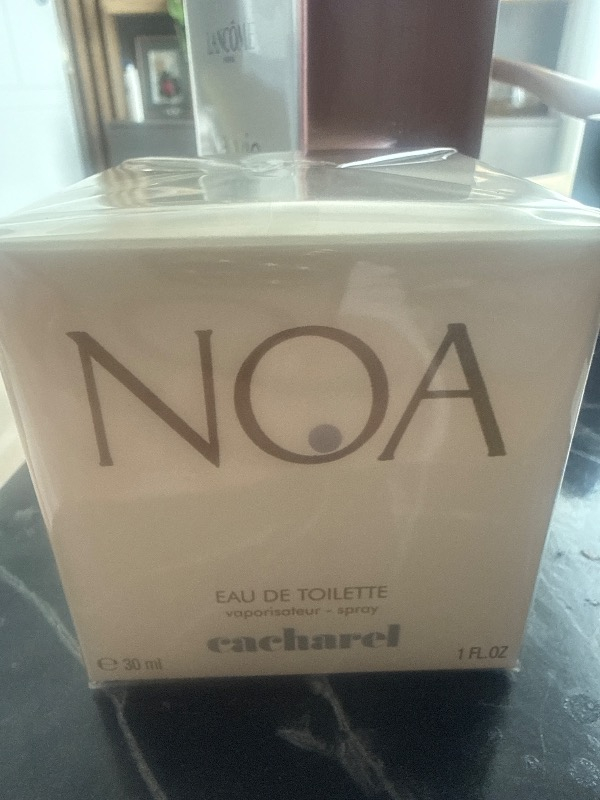 LANCÔME
NOA
EAU DE TOILETTE
vaporisateur - spray
cacharel
℮ 30 ml
1 FL.OZ